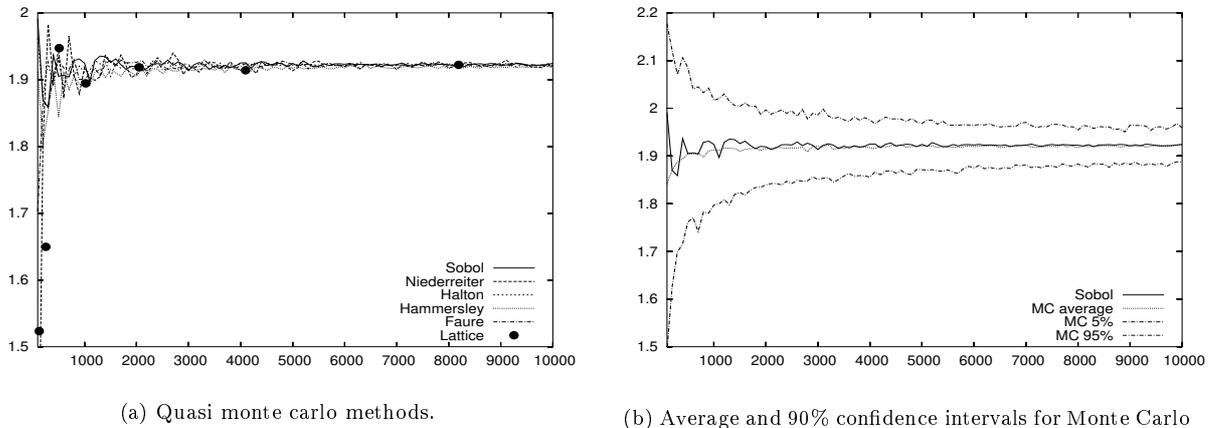 2
1.9
1.8
1.7
1.6
1.5
1000 2000 3000 4000 5000 6000 7000 8000 9000 10000
Sobol
Niederreiter
Halton
Hammersley
Faure
Lattice
(a) Quasi monte carlo methods.
2.2
2.1
2
1.9
1.8
1.7
1.6
1.5
1000 2000 3000 4000 5000 6000 7000 8000 9000 10000
Sobol
MC average
MC 5%
MC 95%
(b) Average and 90% confidence intervals for Monte Carlo